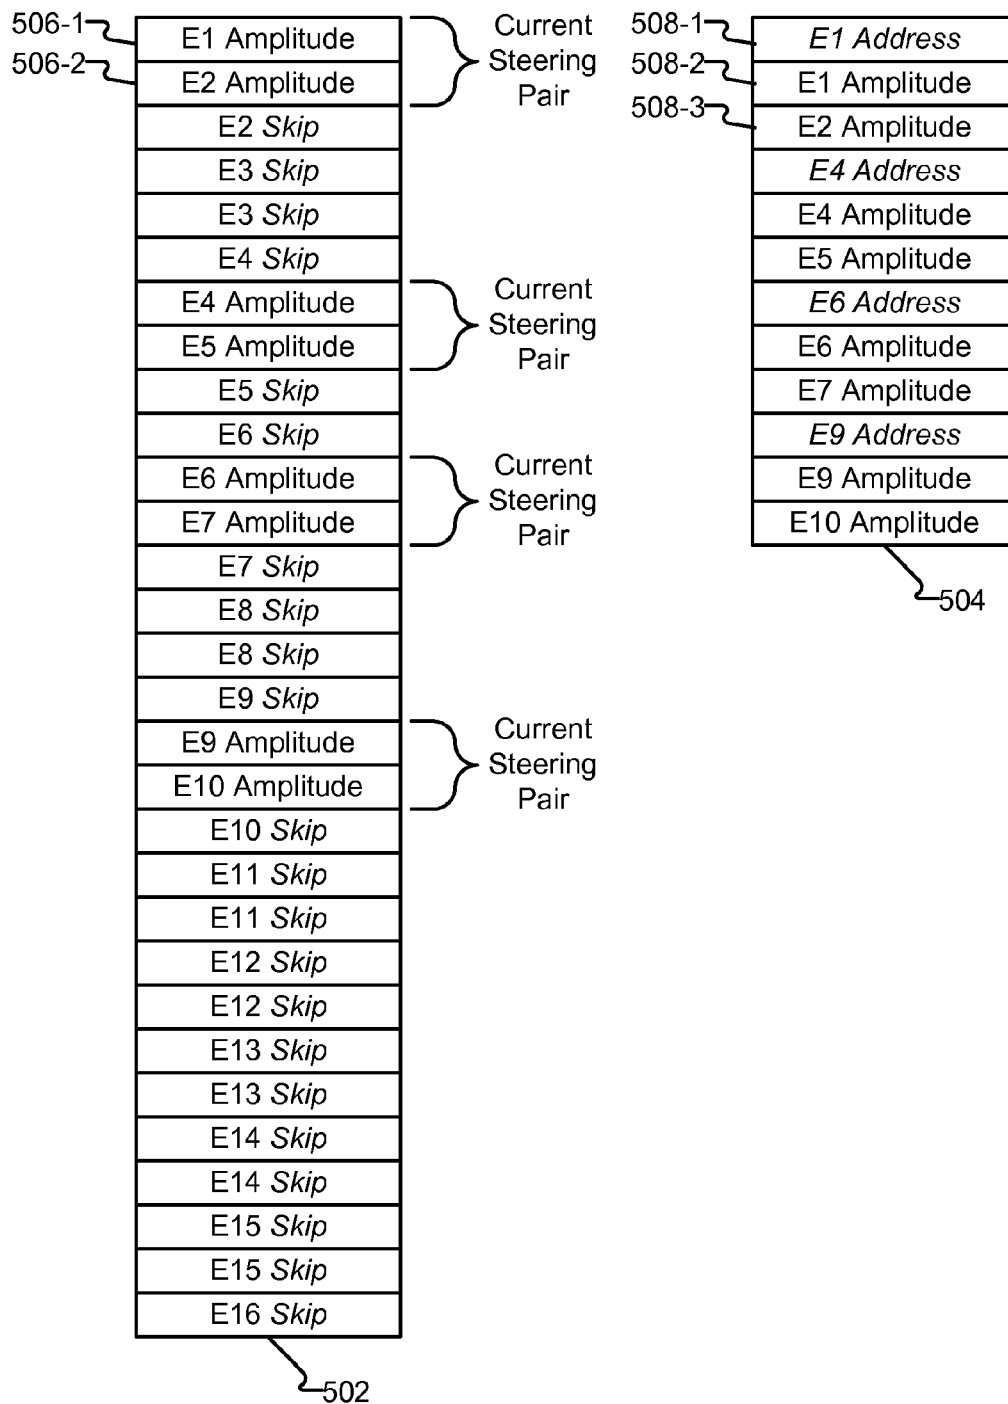 506-1
E1 Amplitude
506-2
E2 Amplitude
Current
Steering
Pair
E2 Skip
E3 Skip
E3 Skip
E4 Skip
E4 Amplitude
E5 Amplitude
Current
Steering
Pair
E5 Skip
E6 Skip
E6 Amplitude
E7 Amplitude
Current
Steering
Pair
E7 Skip
E8 Skip
E8 Skip
E9 Skip
E9 Amplitude
E10 Amplitude
Current
Steering
Pair
E10 Skip
E11 Skip
E11 Skip
E12 Skip
E12 Skip
E13 Skip
E13 Skip
E14 Skip
E14 Skip
E15 Skip
E15 Skip
E16 Skip
502
508-1
E1 Address
508-2
E1 Amplitude
508-3
E2 Amplitude
E4 Address
E4 Amplitude
E5 Amplitude
E6 Address
E6 Amplitude
E7 Amplitude
E9 Address
E9 Amplitude
E10 Amplitude
504